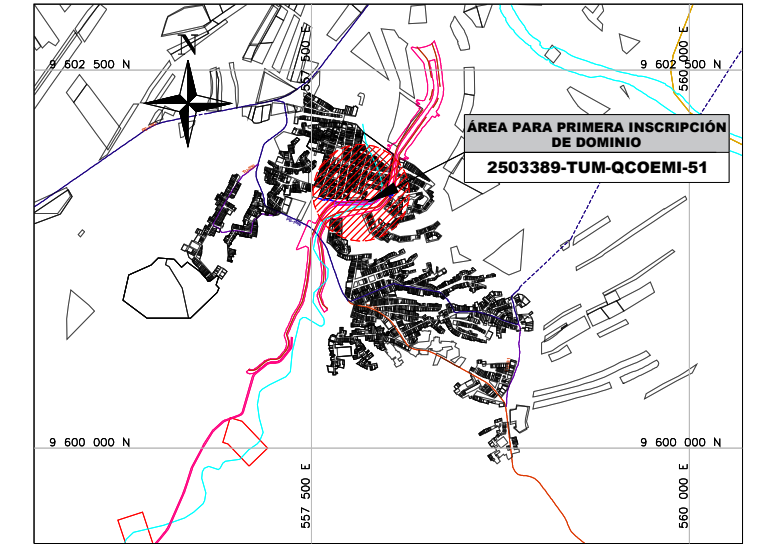 9 602 500 N
557 500 E
560 000 E
9 602 500 N
N
ÁREA PARA PRIMERA INSCRIPCIÓN
DE DOMINIO
2503389-TUM-QCOEMI-51
9 600 000 N
557 500 E
560 000 E
9 600 000 N